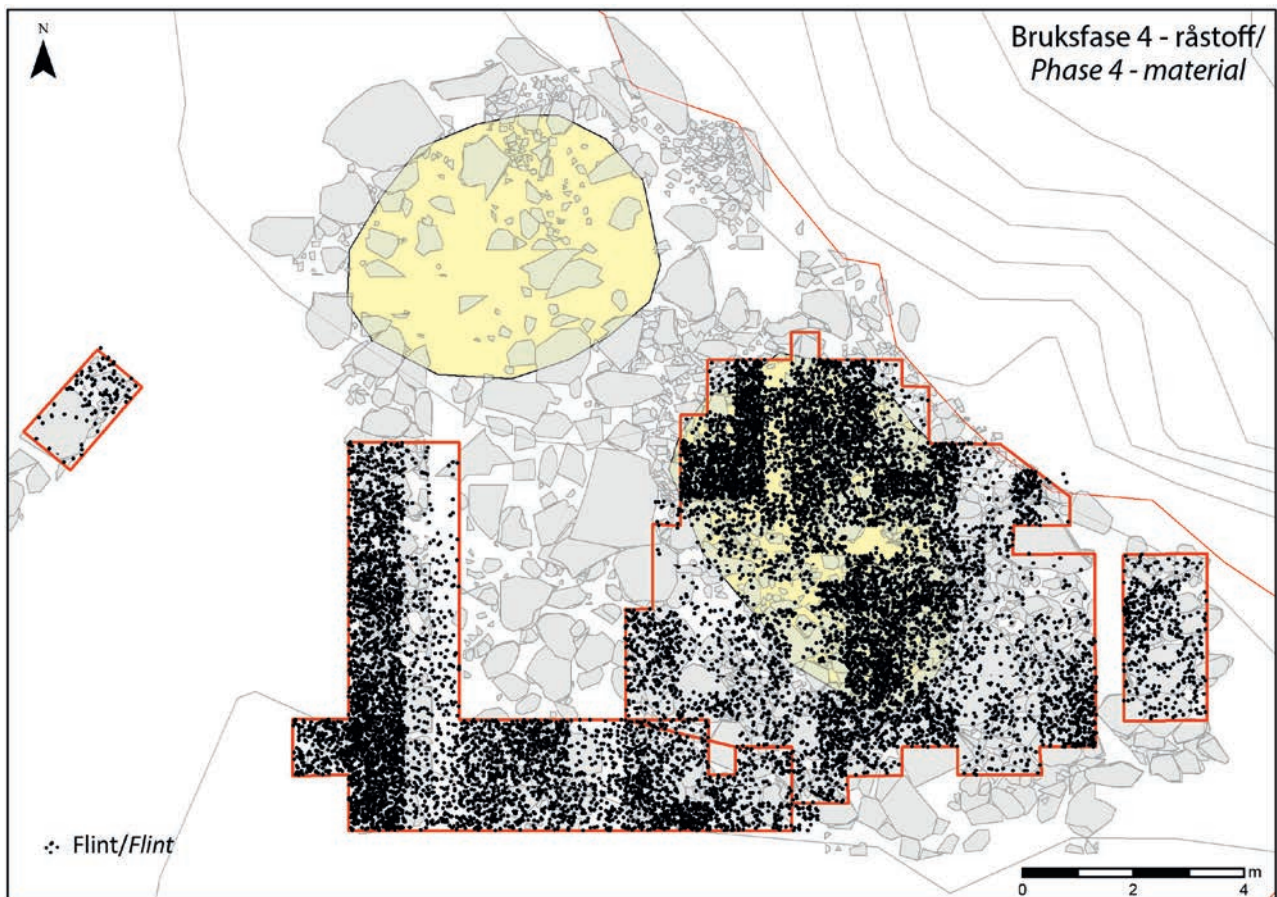 N
Bruksfase 4 - råstoff/
Phase 4 - material
Flint/Flint
m
0 2 4